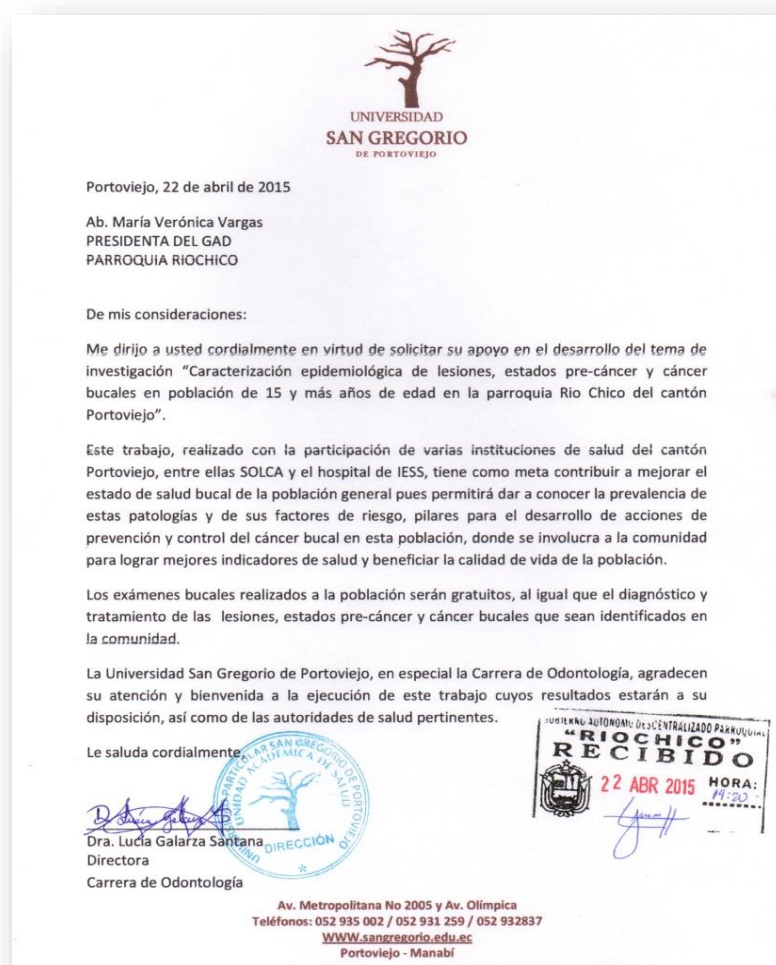 UNIVERSIDAD
SAN GREGORIO
DE PORTOVIEJO
Portoviejo, 22 de abril de 2015
Ab. María Verónica Vargas
PRESIDENTA DEL GAD
PARROQUIA RIOCHICO
De mis consideraciones:
Me dirijo a usted cordialmente en virtud de solicitar su apoyo en el desarrollo del tema de
investigación “Caracterización epidemiológica de lesiones, estados pre-cáncer y cáncer
bucales en población de 15 y más años de edad en la parroquia Rio Chico del cantón
Portoviejo”.
Este trabajo, realizado con la participación de varias instituciones de salud del cantón
Portoviejo, entre ellas SOLCA y el hospital de IESS, tiene como meta contribuir a mejorar el
estado de salud bucal de la población general pues permitirá dar a conocer la prevalencia de
estas patologías y de sus factores de riesgo, pilares para el desarrollo de acciones de
prevención y control del cáncer bucal en esta población, donde se involucra a la comunidad
para lograr mejores indicadores de salud y beneficiar la calidad de vida de la población.
Los exámenes bucales realizados a la población serán gratuitos, al igual que el diagnóstico y
tratamiento de las lesiones, estados pre-cáncer y cáncer bucales que sean identificados en
la comunidad.
La Universidad San Gregorio de Portoviejo, en especial la Carrera de Odontología, agradecen
su atención y bienvenida a la ejecución de este trabajo cuyos resultados estarán a su
disposición, así como de las autoridades de salud pertinentes.
Le saluda cordialmente,
UNIVERSIDAD PARTICULAR SAN GREGORIO DE PORTOVIEJO
UNIDAD ACADEMICA DE SALUD
DIRECCIÓN
GOBIERNO AUTONOMO DESCENTRALIZADO PARROQUIAL
“RIOCHICO”
RECIBIDO
22 ABR 2015 HORA:
14:20
Dra. Lucía Galarza Santana
Directora
Carrera de Odontología
Av. Metropolitana No 2005 y Av. Olímpica
Teléfonos: 052 935 002 / 052 931 259 / 052 932837
WWW.sangregorio.edu.ec
Portoviejo - Manabí